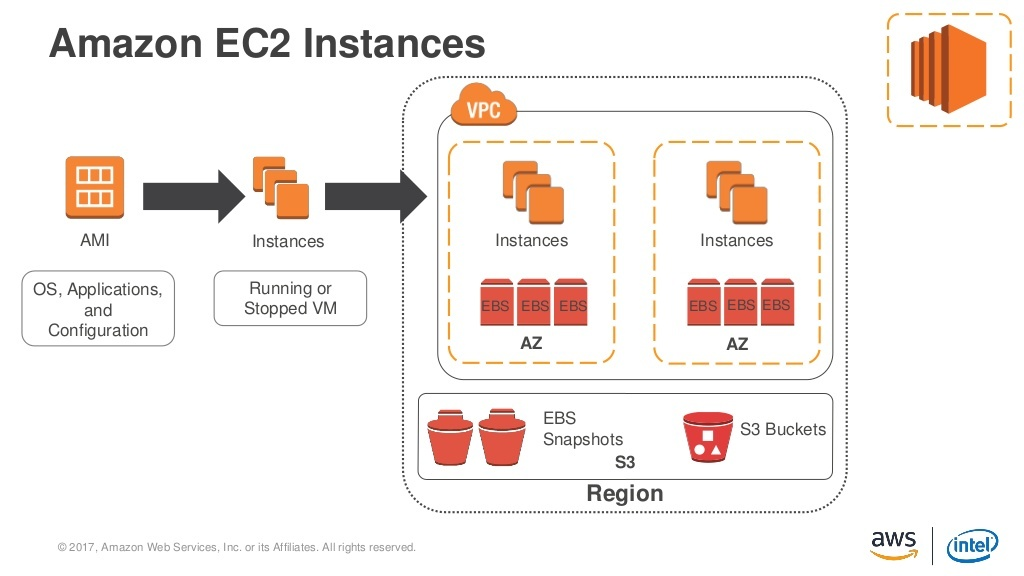 Amazon EC2 Instances
VPC
AMI
Instances
Instances
Instances
OS, Applications,
and
Configuration
Running or
Stopped VM
EBS EBS EBS
EBS EBS EBS
AZ
AZ
EBS
Snapshots
S3 Buckets
S3
Region
© 2017, Amazon Web Services, Inc. or its Affiliates. All rights reserved.
aws
intel